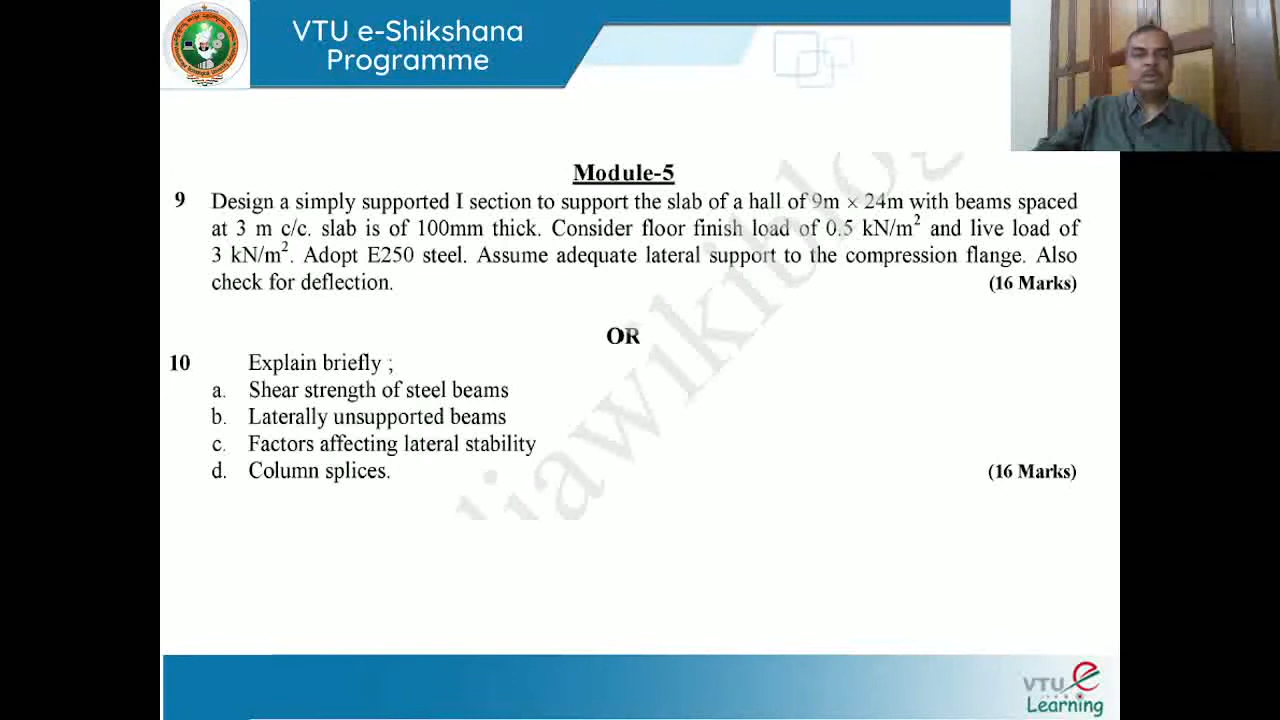 VTU e-Shikshana
Programme
Module-5
9 Design a simply supported I section to support the slab of a hall of 9m × 24m with beams spaced
at 3 m c/c. slab is of 100mm thick. Consider floor finish load of 0.5 kN/m² and live load of
3 kN/m². Adopt E250 steel. Assume adequate lateral support to the compression flange. Also
check for deflection. (16 Marks)
OR
10 Explain briefly ;
a. Shear strength of steel beams
b. Laterally unsupported beams
c. Factors affecting lateral stability
d. Column splices. (16 Marks)
VTU e
Learning